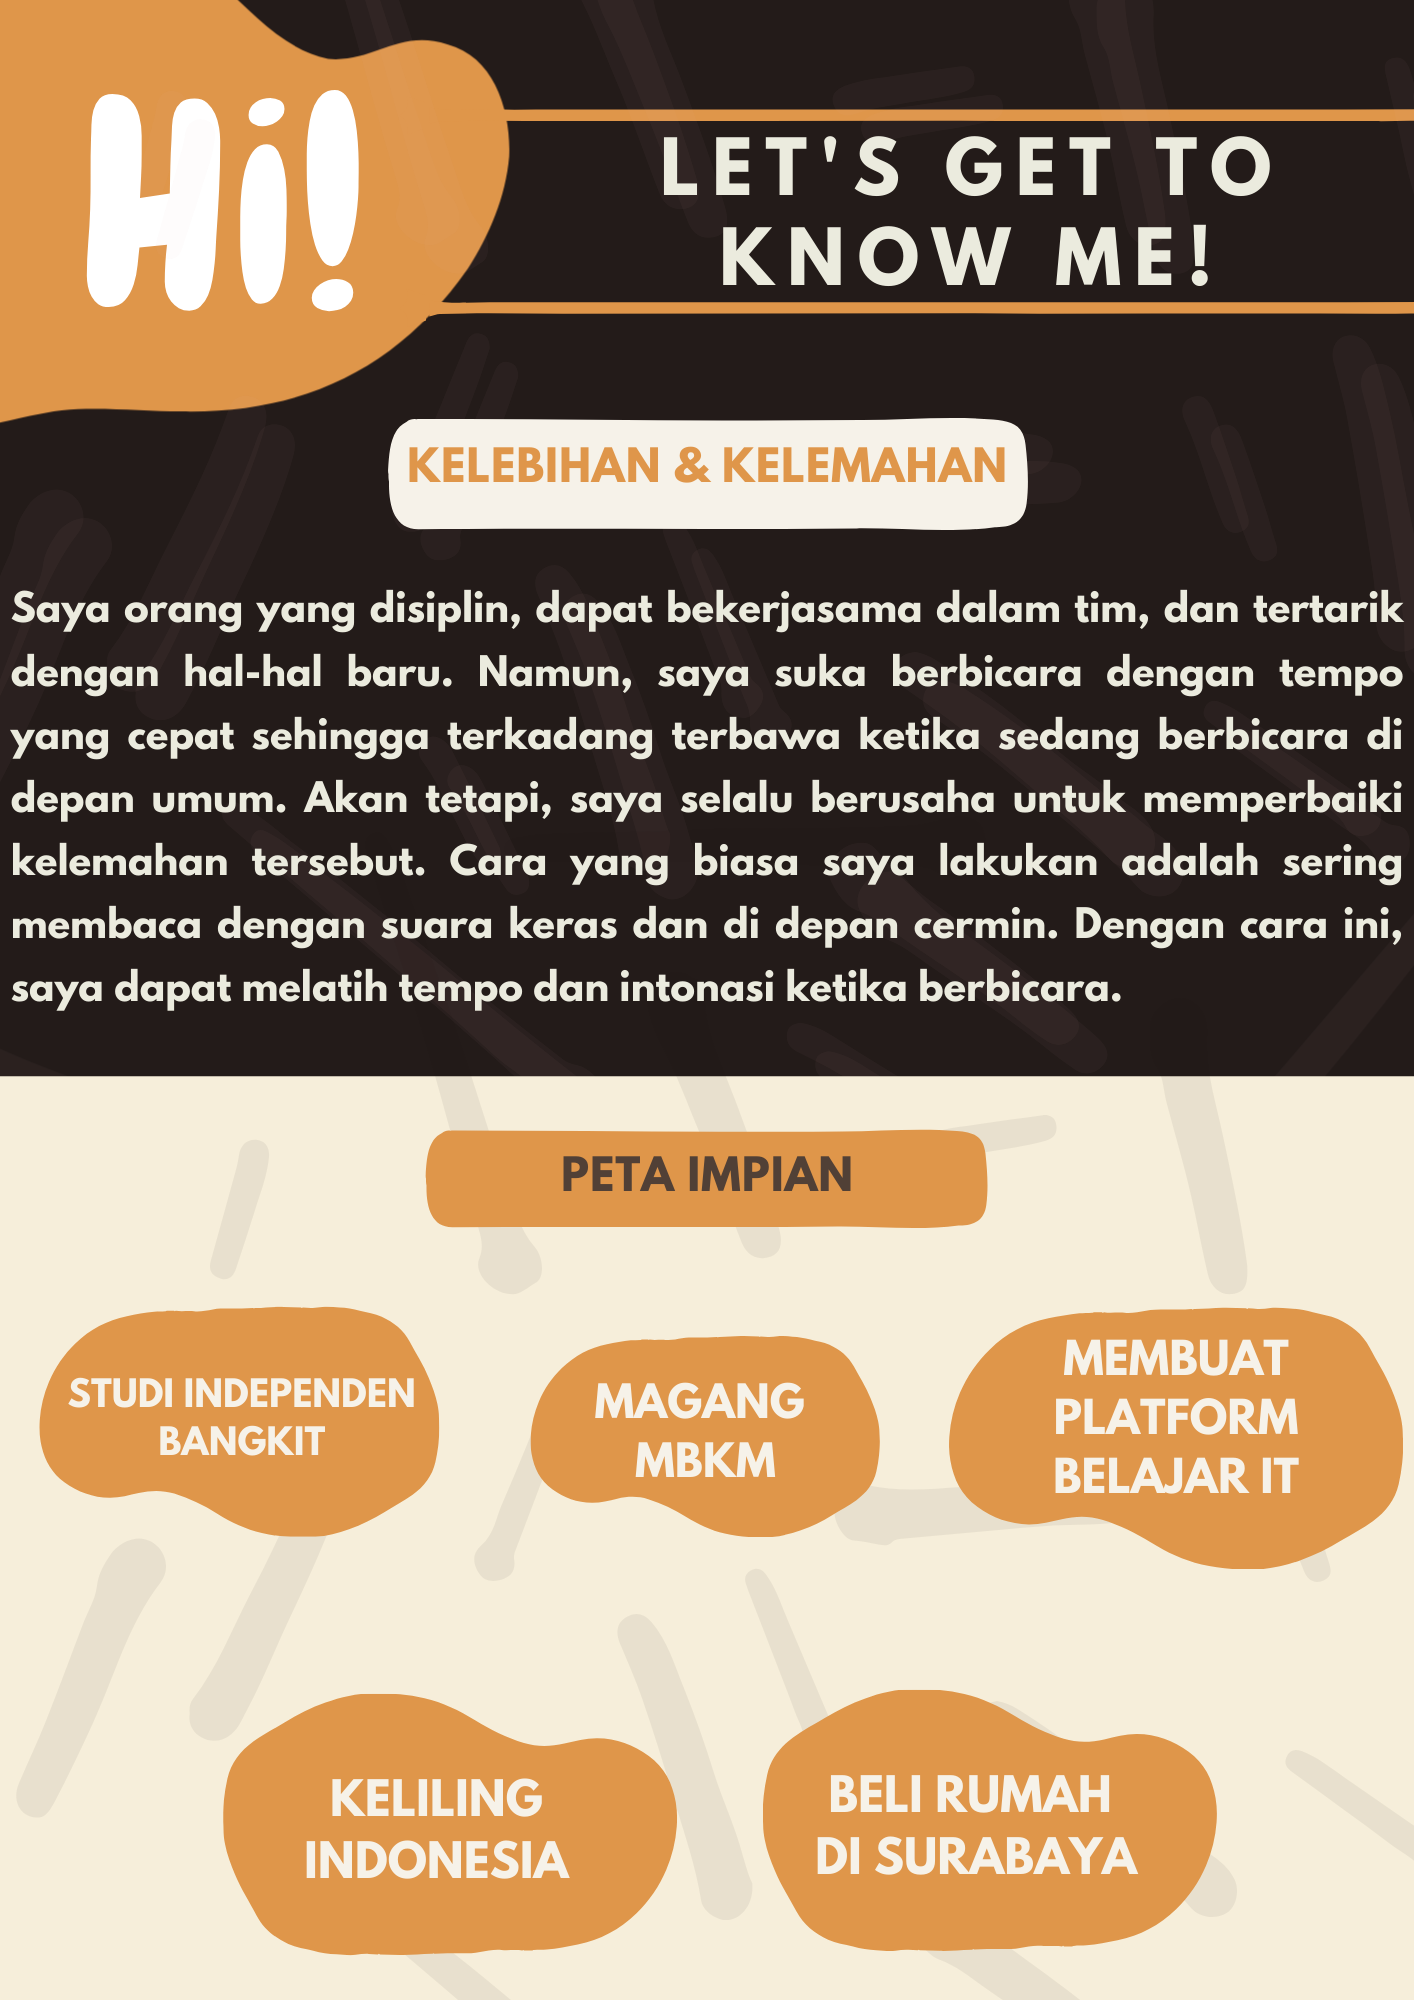 Hi!
LET'S GET TO
KNOW ME!
KELEBIHAN & KELEMAHAN
Saya orang yang disiplin, dapat bekerjasama dalam tim, dan tertarik
dengan hal-hal baru. Namun, saya suka berbicara dengan tempo
yang cepat sehingga terkadang terbawa ketika sedang berbicara di
depan umum. Akan tetapi, saya selalu berusaha untuk memperbaiki
kelemahan tersebut. Cara yang biasa saya lakukan adalah sering
membaca dengan suara keras dan di depan cermin. Dengan cara ini,
saya dapat melatih tempo dan intonasi ketika berbicara.
PETA IMPIAN
STUDI INDEPENDEN
BANGKIT
MAGANG
MBKM
MEMBUAT
PLATFORM
BELAJAR IT
KELILING
INDONESIA
BELI RUMAH
DI SURABAYA